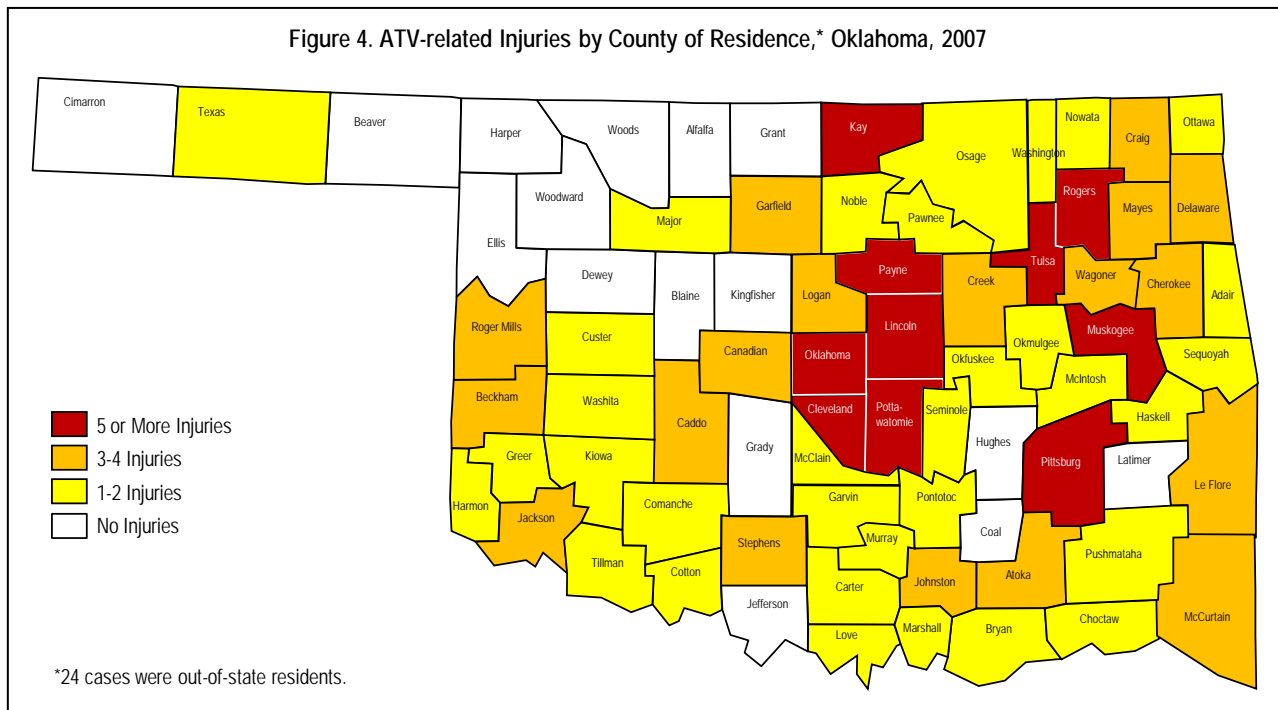 Figure 4. ATV-related Injuries by County of Residence,* Oklahoma, 2007
Cimarron
Texas
Beaver
Harper
Woods
Alfalfa
Grant
Kay
Osage
Washington
Nowata
Craig
Ottawa
Woodward
Ellis
Major
Garfield
Noble
Pawnee
Rogers
Mayes
Delaware
Dewey
Blaine
Kingfisher
Logan
Payne
Creek
Tulsa
Wagoner
Cherokee
Adair
Roger Mills
Custer
Canadian
Oklahoma
Lincoln
Okfuskee
Okmulgee
Muskogee
Sequoyah
McIntosh
Beckham
Washita
Caddo
Grady
Cleveland
Potta-
watomie
Seminole
Hughes
Haskell
Pittsburg
Latimer
Le Flore
McClain
Greer
Kiowa
Harmon
Jackson
Comanche
Garvin
Pontotoc
Coal
Murray
Stephens
Tillman
Cotton
Carter
Johnston
Atoka
Pushmataha
Jefferson
Love
Marshall
Bryan
Choctaw
McCurtain
5 or More Injuries
3-4 Injuries
1-2 Injuries
No Injuries
*24 cases were out-of-state residents.